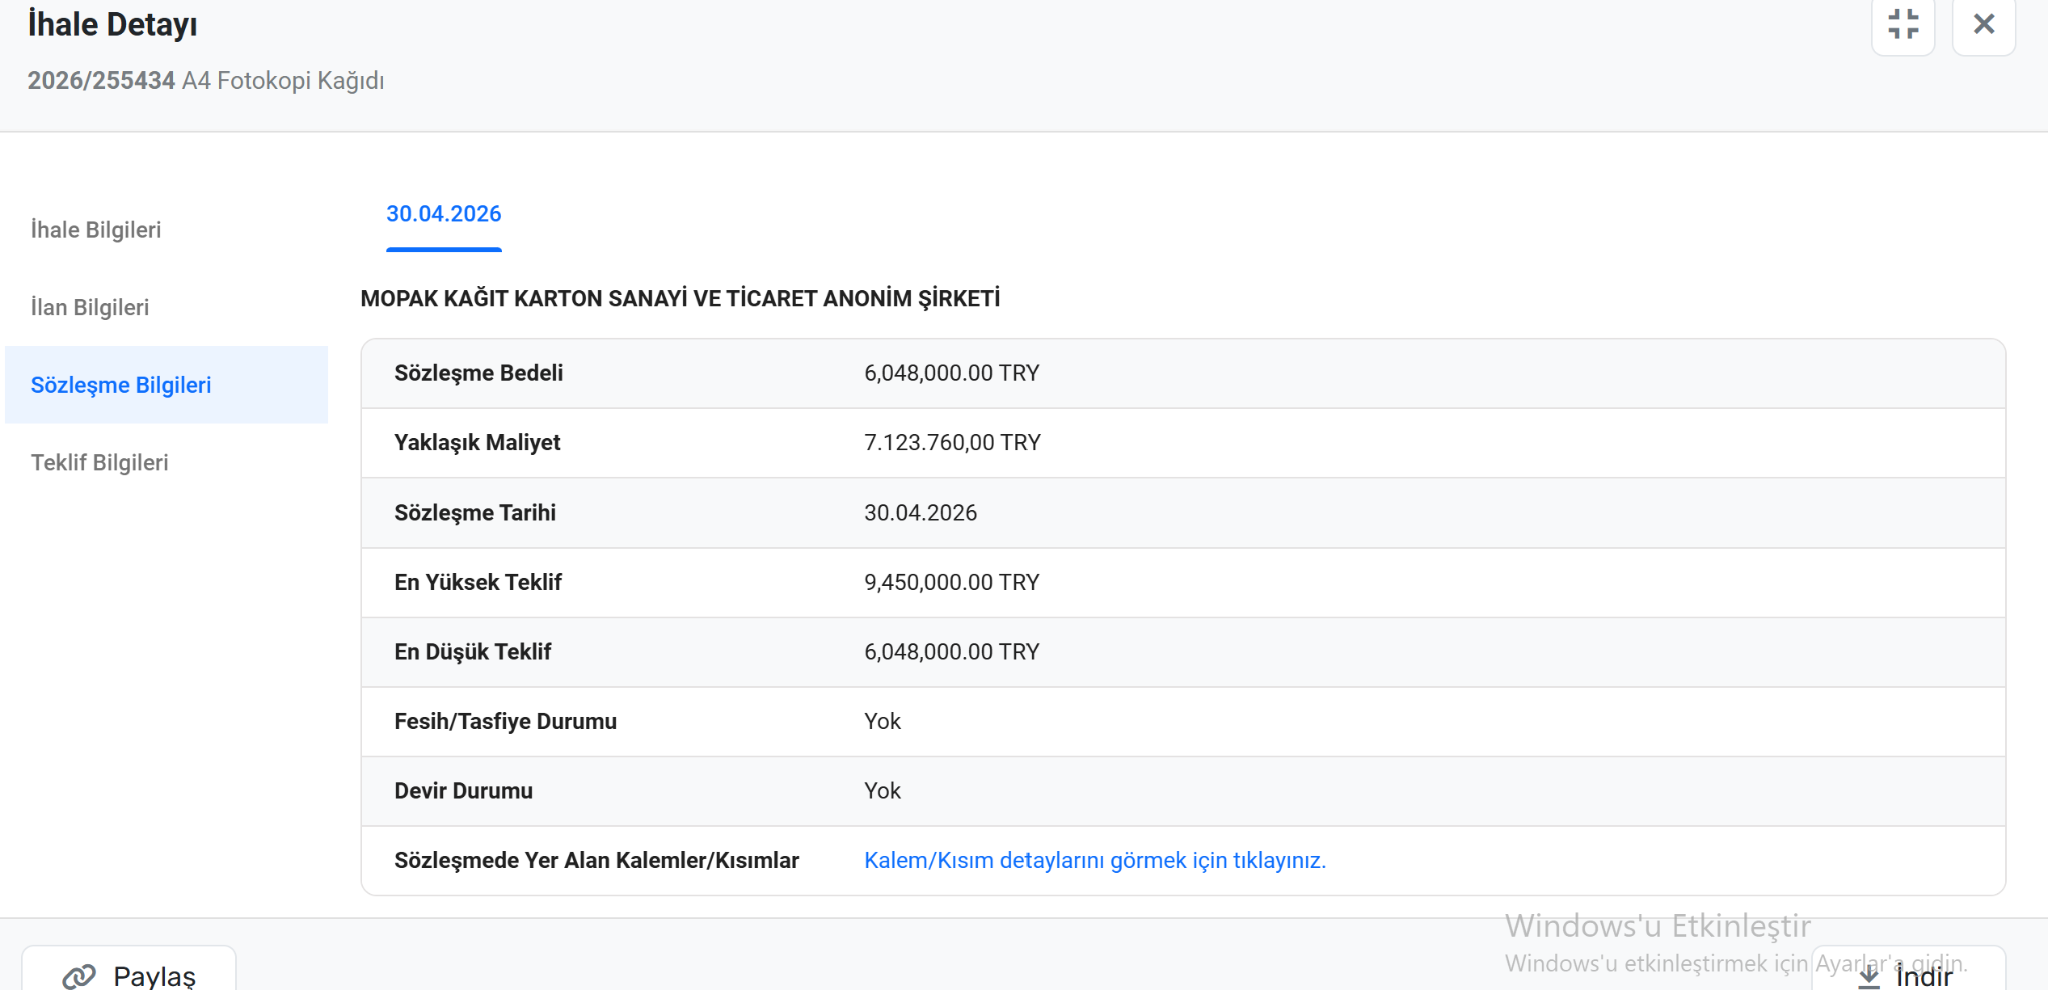 İhale Detayı
2026/255434 A4 Fotokopi Kağıdı
İhale Bilgileri
İlan Bilgileri
Sözleşme Bilgileri
Teklif Bilgileri
30.04.2026
MOPAK KAĞIT KARTON SANAYİ VE TİCARET ANONİM ŞİRKETİ
Sözleşme Bedeli 6,048,000.00 TRY
Yaklaşık Maliyet 7.123.760,00 TRY
Sözleşme Tarihi 30.04.2026
En Yüksek Teklif 9,450,000.00 TRY
En Düşük Teklif 6,048,000.00 TRY
Fesih/Tasfiye Durumu Yok
Devir Durumu Yok
Sözleşmede Yer Alan Kalemler/Kısımlar Kalem/Kısım detaylarını görmek için tıklayınız.
Windows'u Etkinleştir
Windows'u etkinleştirmek için Ayarlar'a gidin.
Paylaş
İndir